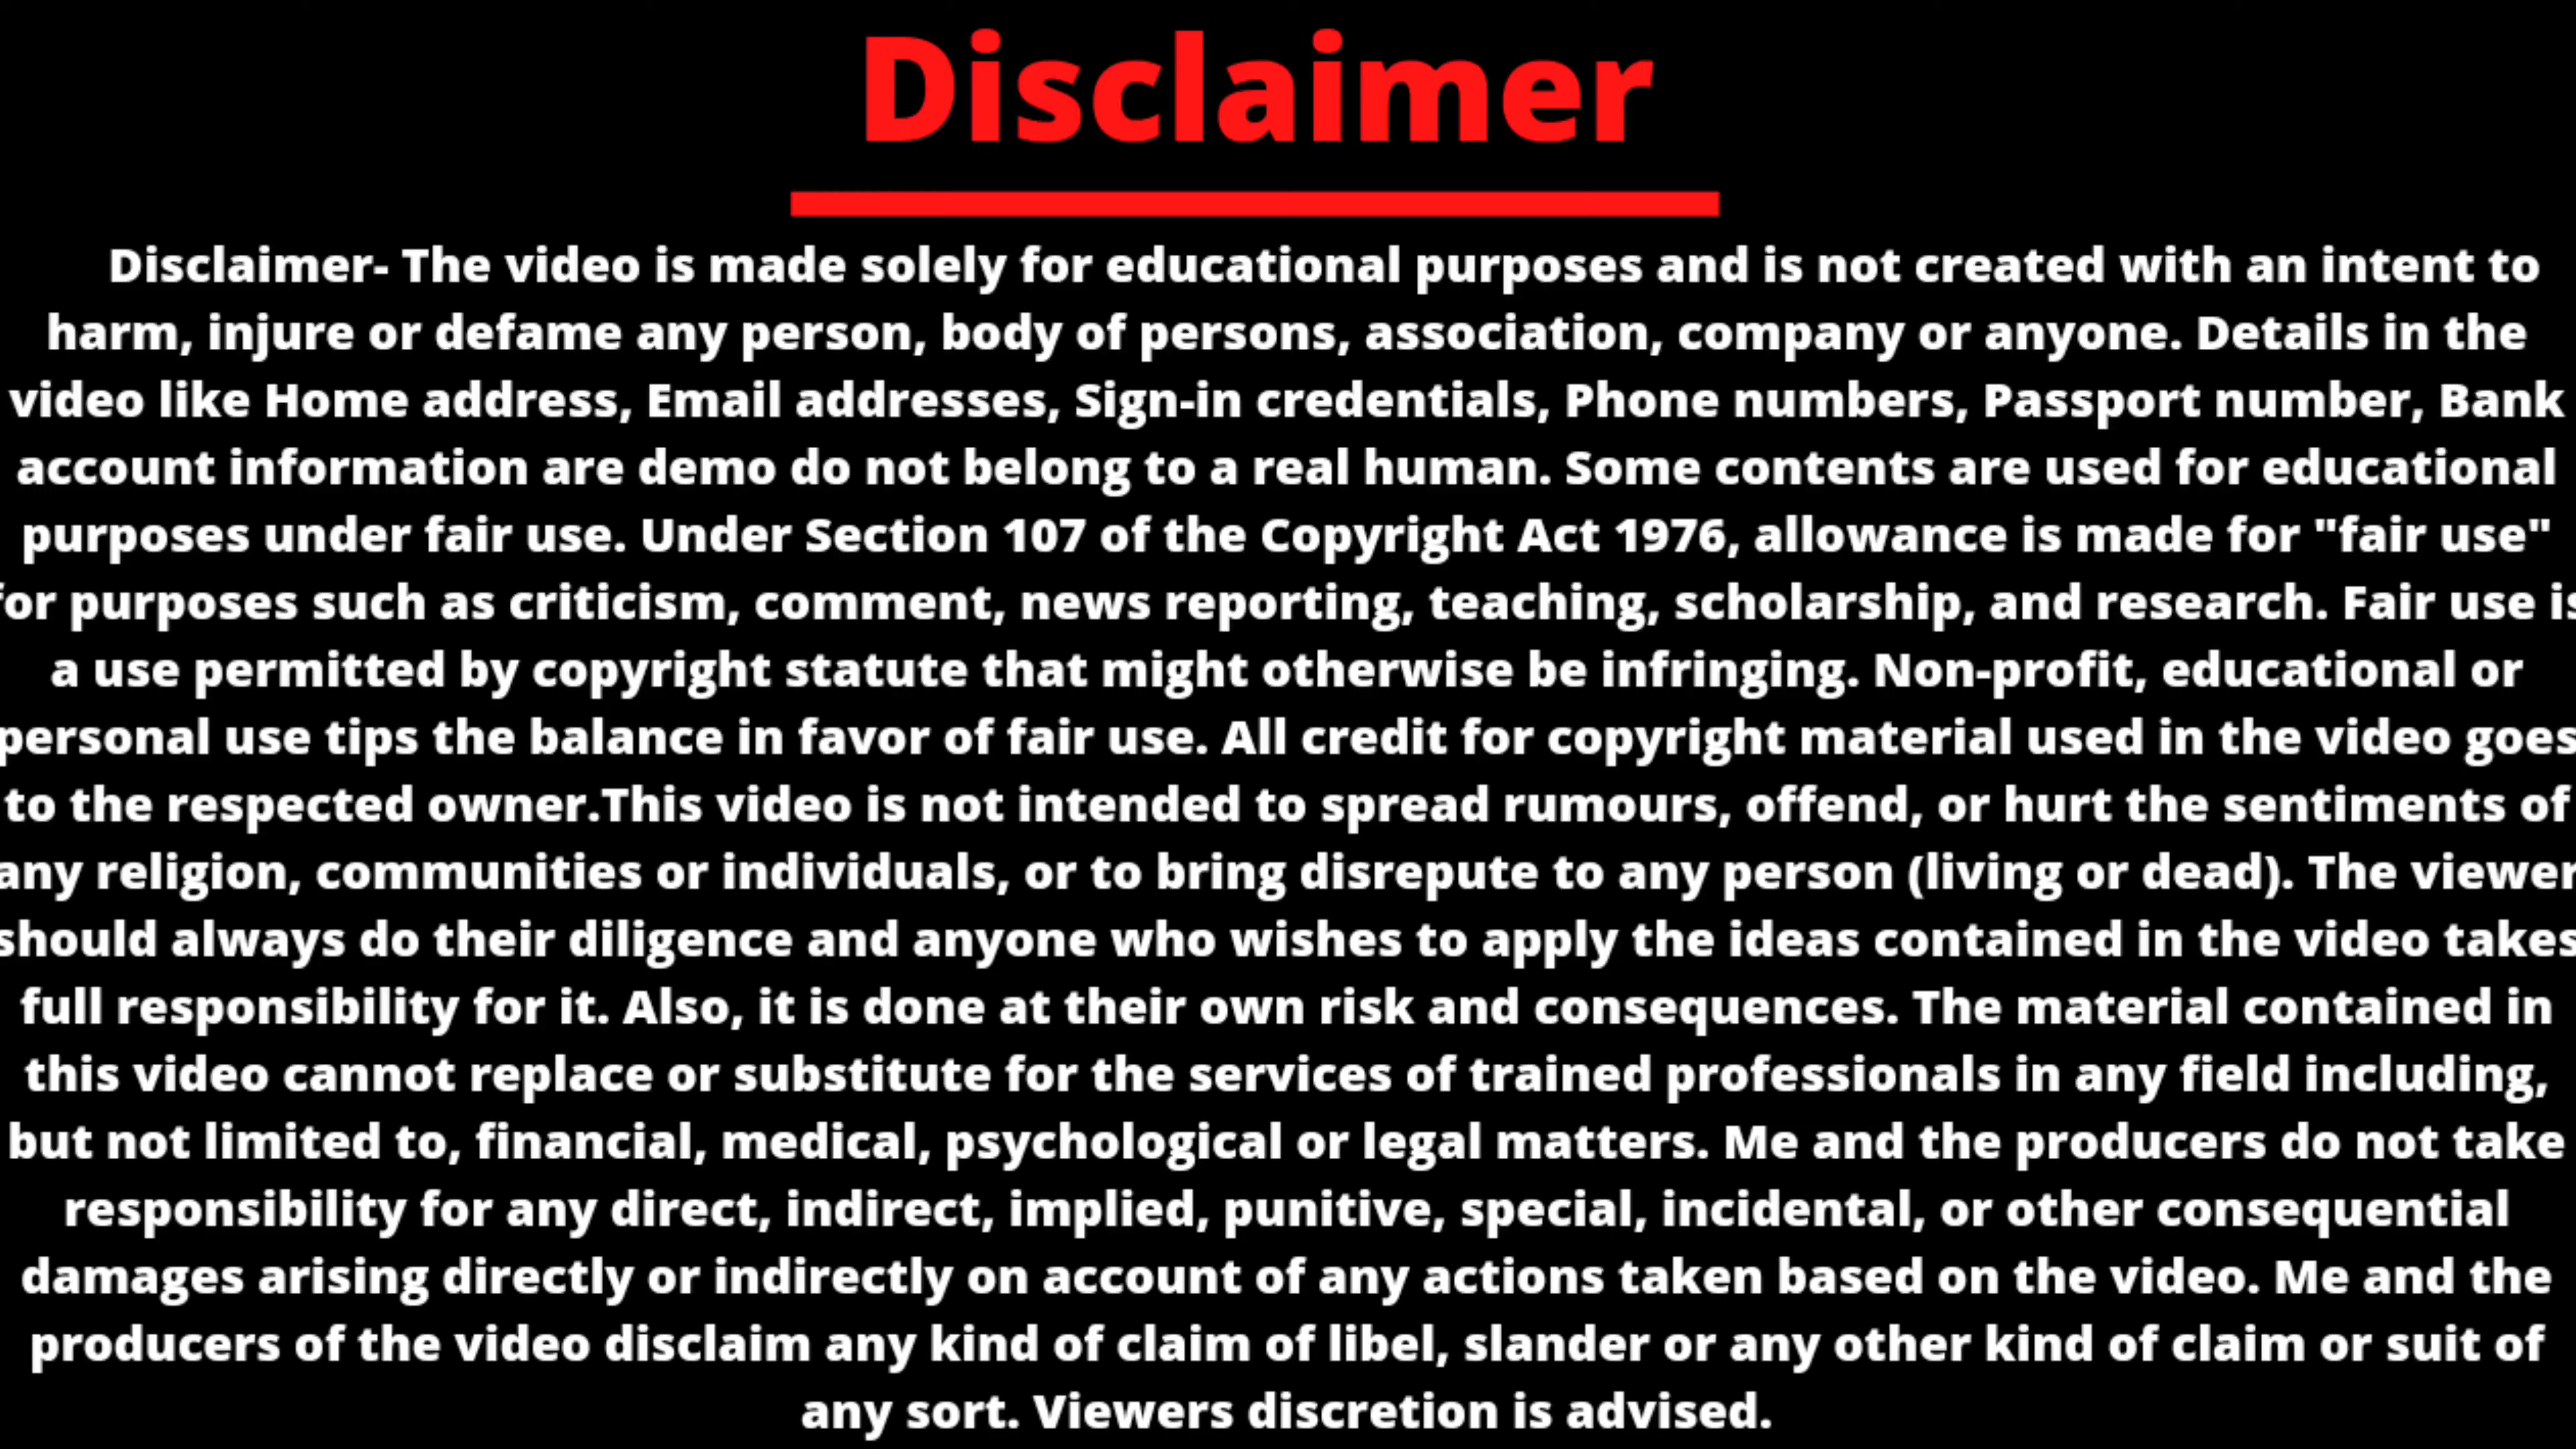 Disclaimer
Disclaimer- The video is made solely for educational purposes and is not created with an intent to
harm, injure or defame any person, body of persons, association, company or anyone. Details in the
video like Home address, Email addresses, Sign-in credentials, Phone numbers, Passport number, Bank
account information are demo do not belong to a real human. Some contents are used for educational
purposes under fair use. Under Section 107 of the Copyright Act 1976, allowance is made for "fair use"
for purposes such as criticism, comment, news reporting, teaching, scholarship, and research. Fair use is
a use permitted by copyright statute that might otherwise be infringing. Non-profit, educational or
personal use tips the balance in favor of fair use. All credit for copyright material used in the video goes
to the respected owner.This video is not intended to spread rumours, offend, or hurt the sentiments of
any religion, communities or individuals, or to bring disrepute to any person (living or dead). The viewer
should always do their diligence and anyone who wishes to apply the ideas contained in the video takes
full responsibility for it. Also, it is done at their own risk and consequences. The material contained in
this video cannot replace or substitute for the services of trained professionals in any field including,
but not limited to, financial, medical, psychological or legal matters. Me and the producers do not take
responsibility for any direct, indirect, implied, punitive, special, incidental, or other consequential
damages arising directly or indirectly on account of any actions taken based on the video. Me and the
producers of the video disclaim any kind of claim of libel, slander or any other kind of claim or suit of
any sort. Viewers discretion is advised.